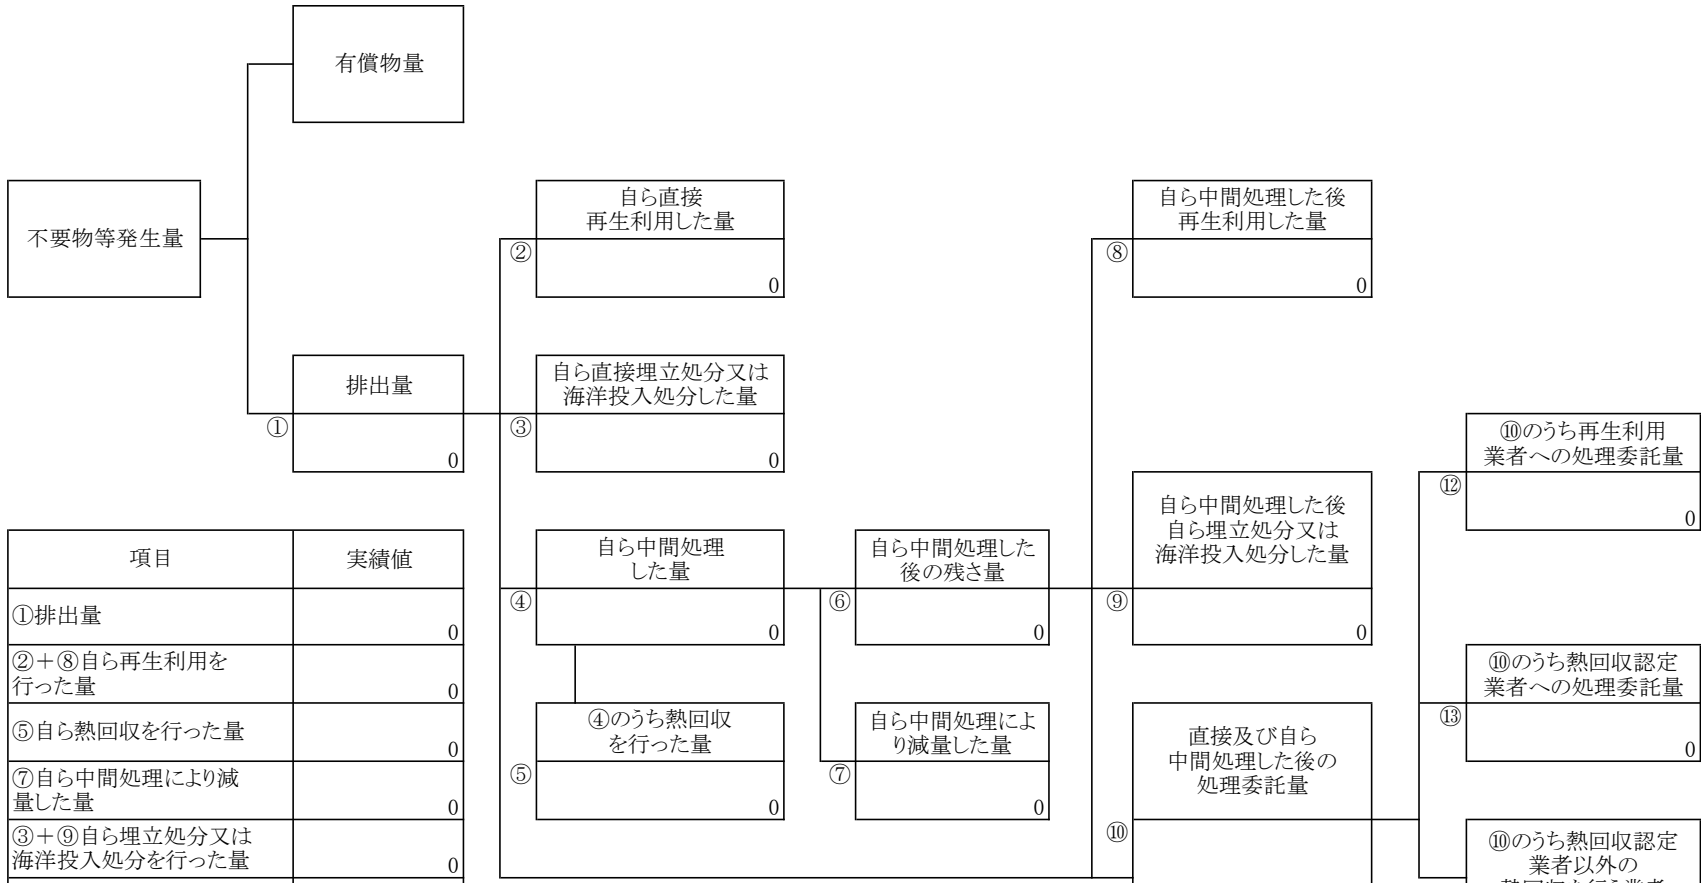 有償物量
不要物等発生量
自ら直接
再生利用した量
②
0
自ら中間処理した後
再生利用した量
⑧
0
排出量
①
0
自ら直接埋立処分又は
海洋投入処分した量
③
0
⑩のうち再生利用
業者への処理委託量
⑫
0
自ら中間処理した後
自ら埋立処分又は
海洋投入処分した量
⑨
0
自ら中間処理
した量
④
0
自ら中間処理した
後の残さ量
⑥
0
項目
実績値
①排出量
0
②+⑧自ら再生利用を
行った量
0
⑤自ら熱回収を行った量
0
⑦自ら中間処理により減
量した量
0
③+⑨自ら埋立処分又は
海洋投入処分を行った量
0
④のうち熱回収
を行った量
⑤
0
自ら中間処理によ
り減量した量
⑦
0
直接及び自ら
中間処理した後の
処理委託量
⑩
⑩のうち熱回収認定
業者への処理委託量
⑬
0
⑩のうち熱回収認定
業者以外の